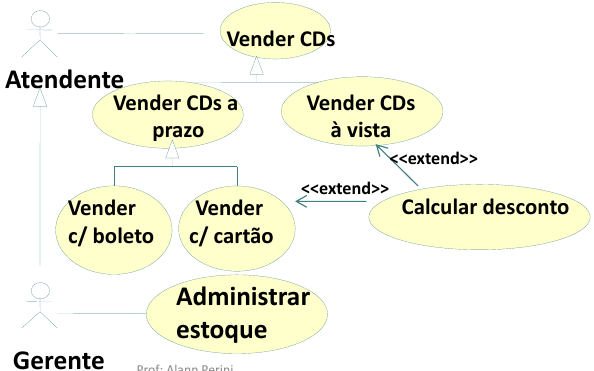 Vender CDs
Atendente
Vender CDs a
prazo
Vender CDs
à vista
<<extend>>
<<extend>>
Vender
c/ boleto
Vender
c/ cartão
Calcular desconto
Administrar
estoque
Gerente
Prof: Alann Perini